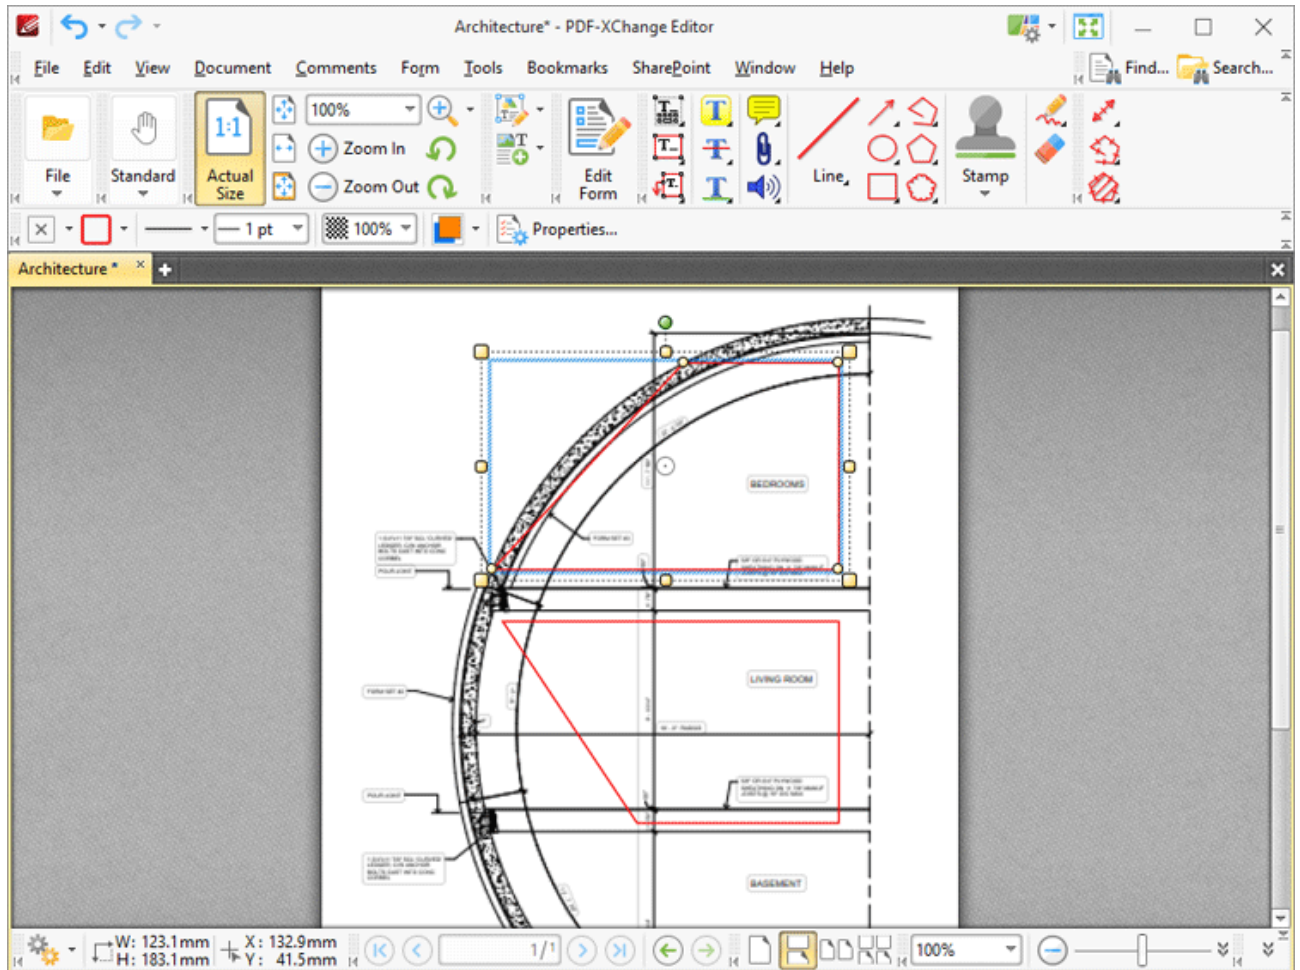 Architecture* - PDF-XChange Editor
File Edit View Document Comments Form Tools Bookmarks SharePoint Window Help
Find... Search...
1:1
100%
Zoom In
Zoom Out
File
Standard
Actual
Size
Edit
Form
Line
Stamp
1 pt
100%
Properties...
Architecture *
BEDROOMS
LIVING ROOM
BASEMENT
W: 123.1mm
H: 183.1mm
X: 132.9mm
Y: 41.5mm
1/1
100%